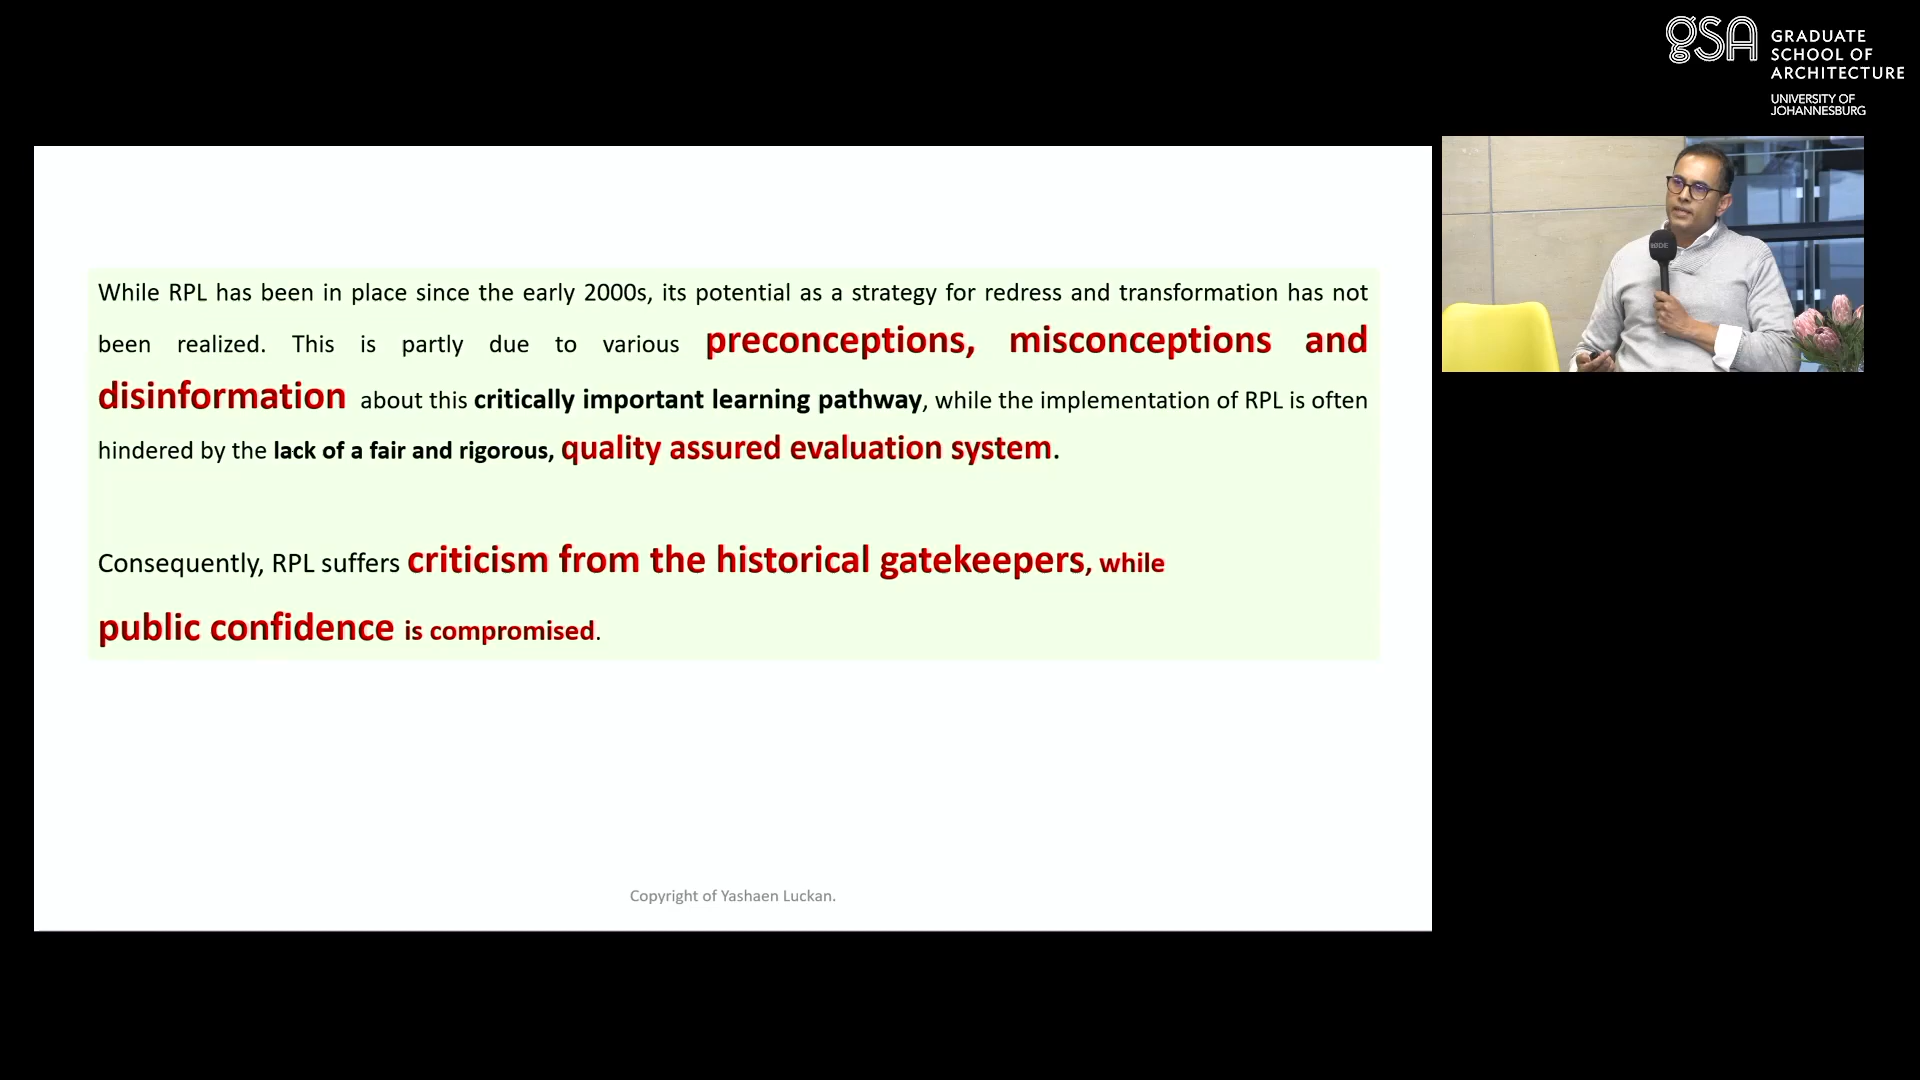 gsa
GRADUATE
SCHOOL OF
ARCHITECTURE
UNIVERSITY OF
JOHANNESBURG
While RPL has been in place since the early 2000s, its potential as a strategy for redress and transformation has not
been realized. This is partly due to various preconceptions, misconceptions and
disinformation about this critically important learning pathway, while the implementation of RPL is often
hindered by the lack of a fair and rigorous, quality assured evaluation system.
Consequently, RPL suffers criticism from the historical gatekeepers, while
public confidence is compromised.
Copyright of Yashaen Luckan.
RØDE